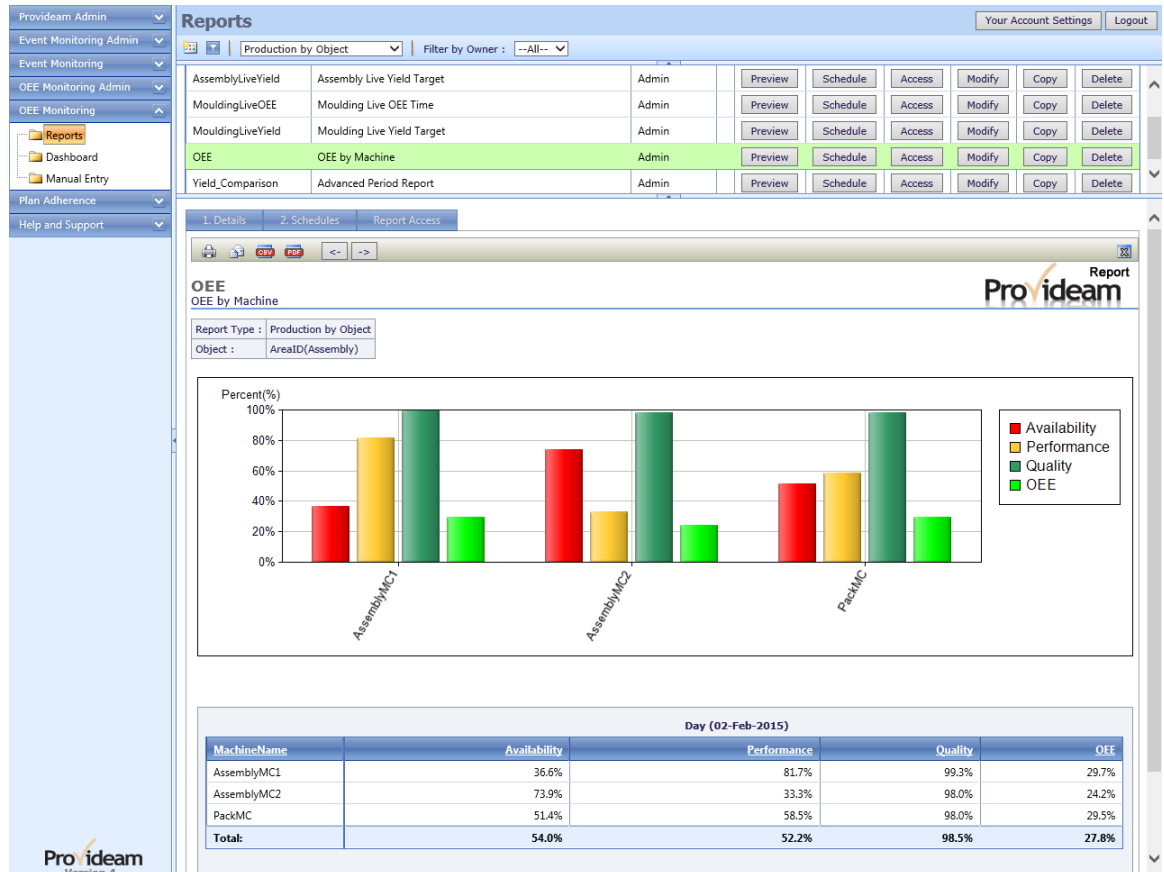 Provideam Admin
Event Monitoring Admin
Event Monitoring
OEE Monitoring Admin
OEE Monitoring
Reports
Dashboard
Manual Entry
Plan Adherence
Help and Support
Provideam
Version 4
Reports
Your Account Settings Logout
Production by Object Filter by Owner : --All--
AssemblyLiveYield Assembly Live Yield Target Admin Preview Schedule Access Modify Copy Delete
MouldingLiveOEE Moulding Live OEE Time Admin Preview Schedule Access Modify Copy Delete
MouldingLiveYield Moulding Live Yield Target Admin Preview Schedule Access Modify Copy Delete
OEE OEE by Machine Admin Preview Schedule Access Modify Copy Delete
Yield_Comparison Advanced Period Report Admin Preview Schedule Access Modify Copy Delete
1. Details 2. Schedules Report Access
CSV PDF <- ->
OEE
OEE by Machine
Report
Provideam
Report Type : Production by Object
Object : AreaID(Assembly)
Percent(%)
100%
80%
60%
40%
20%
0%
AssemblyMC1 AssemblyMC2 PackMC
Availability
Performance
Quality
OEE
Day (02-Feb-2015)
MachineName Availability Performance Quality OEE
AssemblyMC1 36.6% 81.7% 99.3% 29.7%
AssemblyMC2 73.9% 33.3% 98.0% 24.2%
PackMC 51.4% 58.5% 98.0% 29.5%
Total: 54.0% 52.2% 98.5% 27.8%